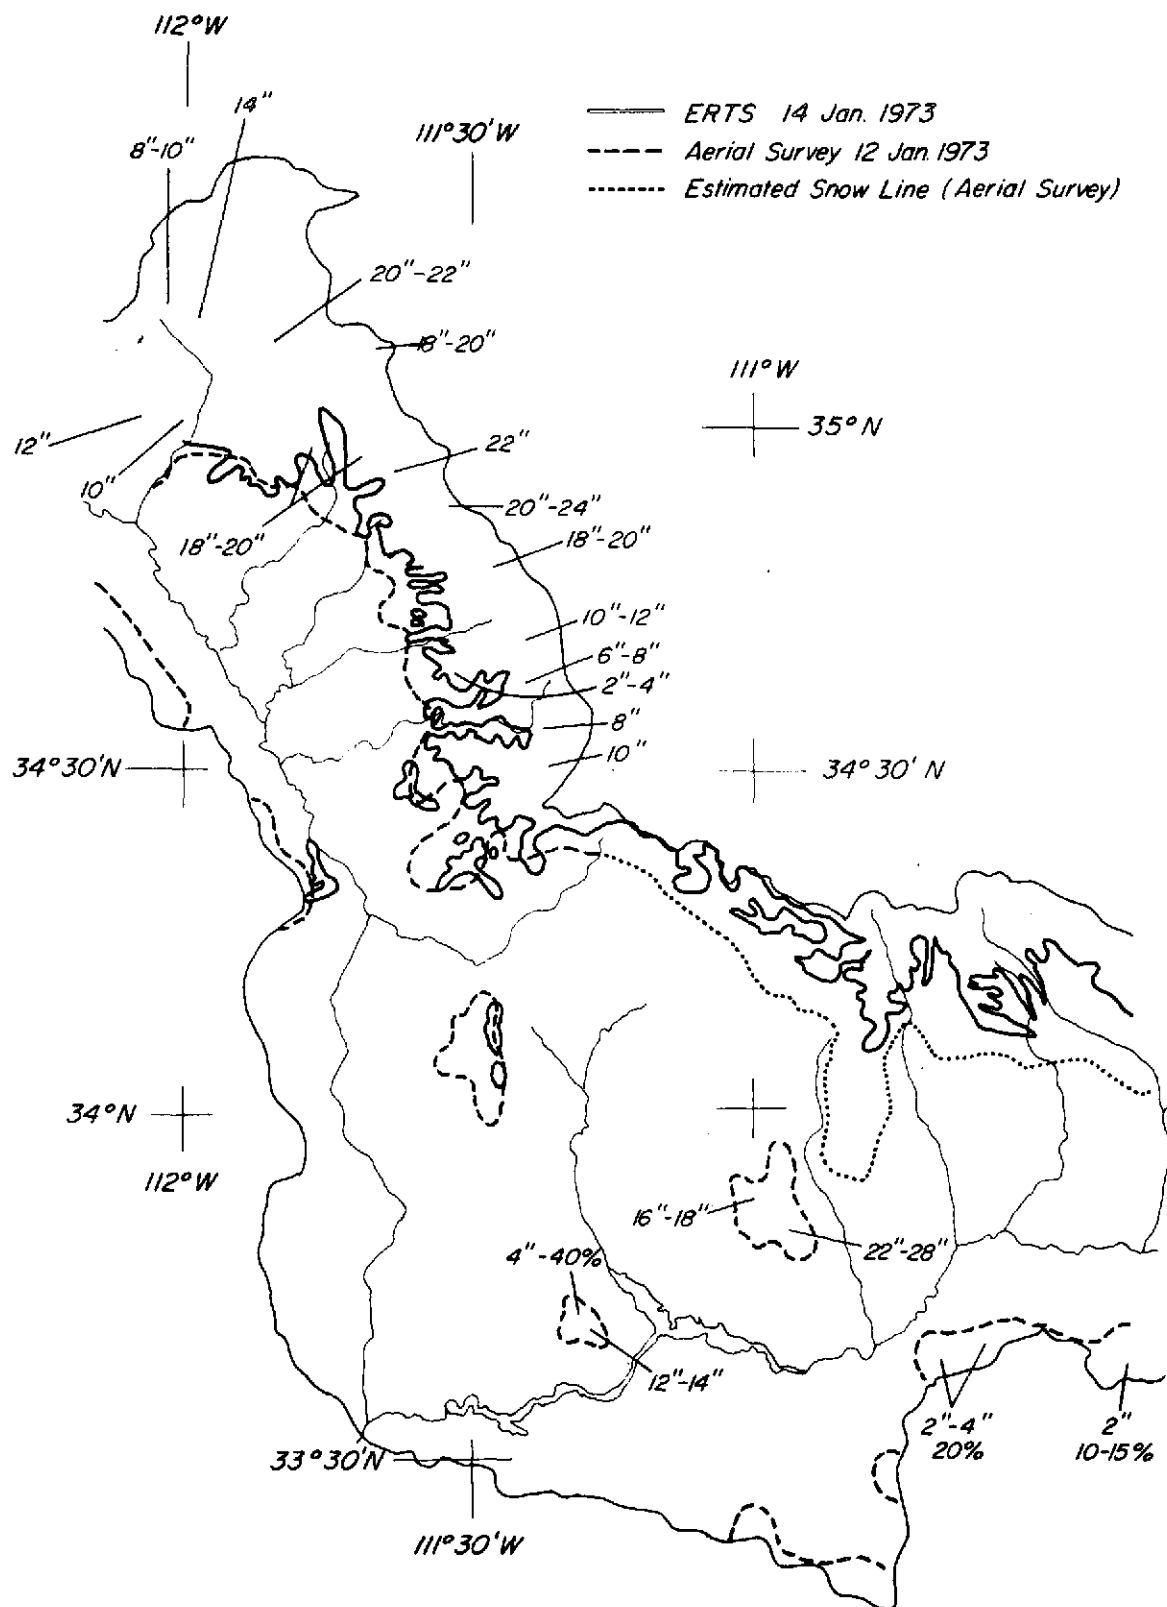 112°W
14"
8"-10"
111°30'W
ERTS 14 Jan. 1973
Aerial Survey 12 Jan. 1973
Estimated Snow Line (Aerial Survey)
20"-22"
18"-20"
111°W
35°N
12"
10"
22"
20"-24"
18"-20"
18"-20"
10"-12"
6"-8"
2"-4"
8"
10"
34°30'N
34°30' N
34°N
112°W
16"-18"
22"-28"
4"-40%
12"-14"
2"-4"
20%
2"
10-15%
33°30'N
111°30'W